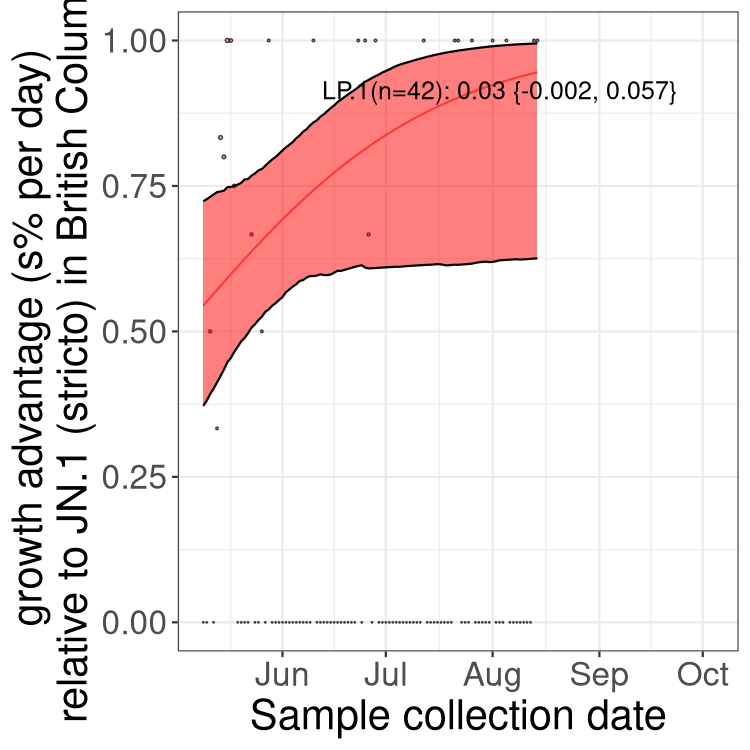 growth advantage (s% per day)
relative to JN.1 (stricto) in British Colum
1.00
0.75
0.50
0.25
0.00
LP.1(n=42): 0.03 {-0.002, 0.057}
Jun Jul Aug Sep Oct
Sample collection date